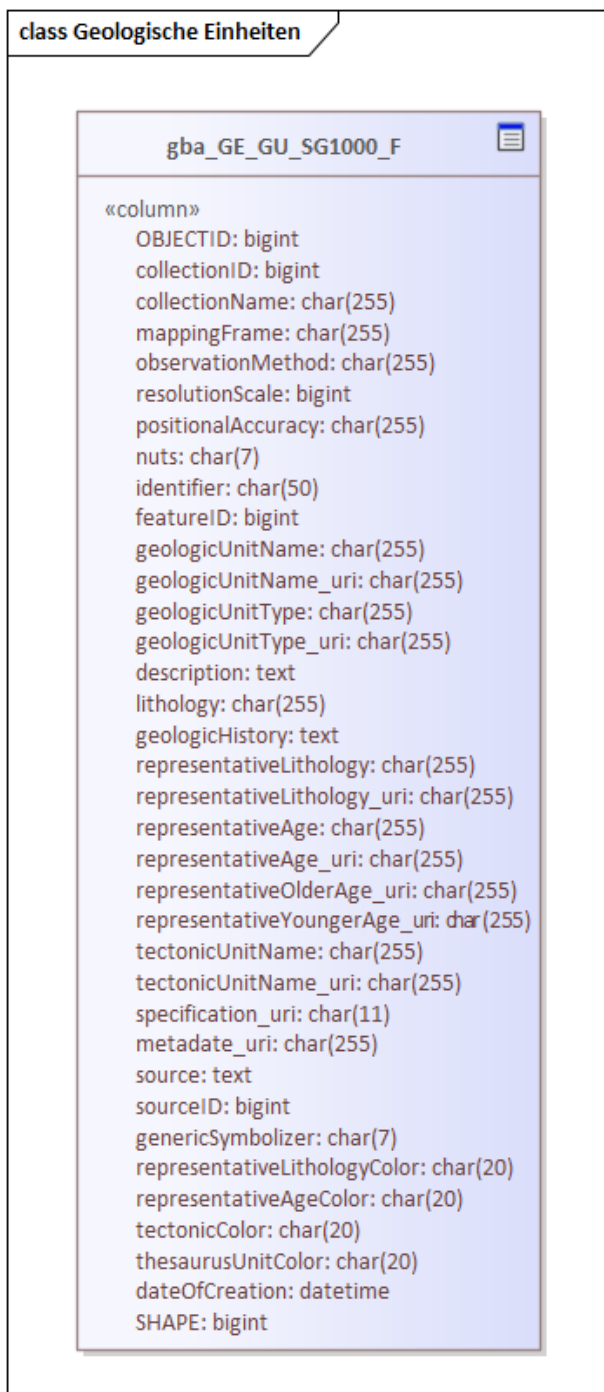 class Geologische Einheiten
gba_GE_GU_SG1000_F
«column»
OBJECTID: bigint
collectionID: bigint
collectionName: char(255)
mappingFrame: char(255)
observationMethod: char(255)
resolutionScale: bigint
positionalAccuracy: char(255)
nuts: char(7)
identifier: char(50)
featureID: bigint
geologicUnitName: char(255)
geologicUnitName_uri: char(255)
geologicUnitType: char(255)
geologicUnitType_uri: char(255)
description: text
lithology: char(255)
geologicHistory: text
representativeLithology: char(255)
representativeLithology_uri: char(255)
representativeAge: char(255)
representativeAge_uri: char(255)
representativeOlderAge_uri: char(255)
representativeYoungerAge_uri: char(255)
tectonicUnitName: char(255)
tectonicUnitName_uri: char(255)
specification_uri: char(11)
metadate_uri: char(255)
source: text
sourceID: bigint
genericSymbolizer: char(7)
representativeLithologyColor: char(20)
representativeAgeColor: char(20)
tectonicColor: char(20)
thesaurusUnitColor: char(20)
dateOfCreation: datetime
SHAPE: bigint